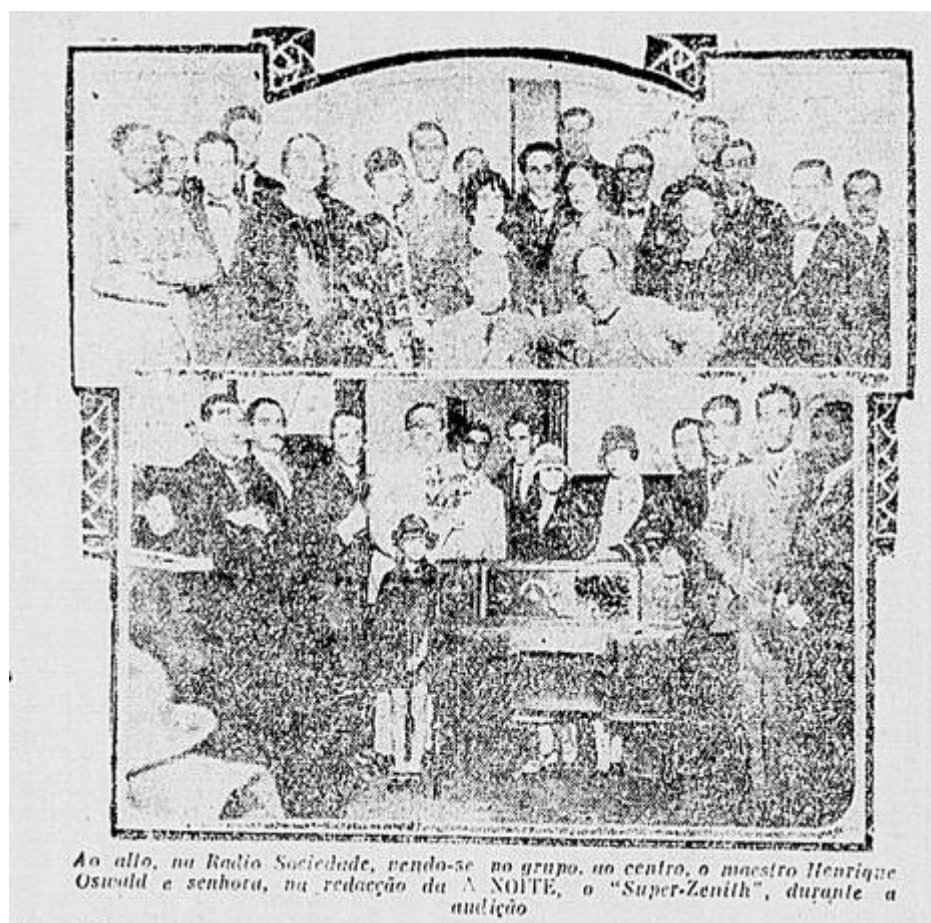 Ao alto, na Radio Sociedade, vendo-se no grupo, ao centro, o maestro Henrique
Oswald e senhora, na redacção da A NOITE, o "Super-Zenith", durante a
audição